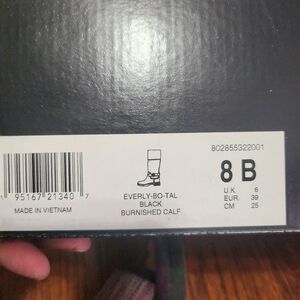 802855322001
8 B
U.K. 6
EUR. 39
CM 25
1 95167 21340 7
MADE IN VIETNAM
EVERLY-BO-TAL
BLACK
BURNISHED CALF